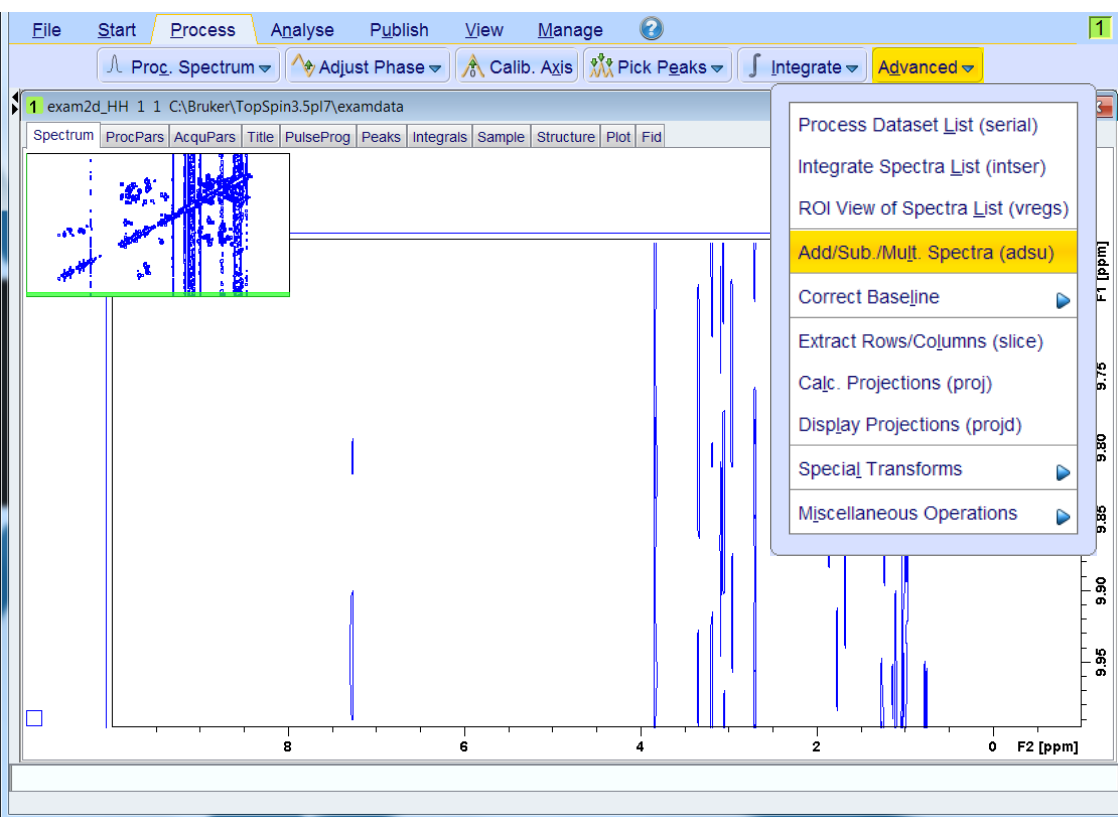 File Start Process Analyse Publish View Manage ? 1
Proc. Spectrum Adjust Phase Calib. Axis Pick Peaks ∫ Integrate Advanced
1 exam2d_HH 1 1 C:\Bruker\TopSpin3.5pl7\examdata
Spectrum ProcPars AcquPars Title PulseProg Peaks Integrals Sample Structure Plot Fid
Process Dataset List (serial)
Integrate Spectra List (intser)
ROI View of Spectra List (vregs)
Add/Sub./Mult. Spectra (adsu)
Correct Baseline
Extract Rows/Columns (slice)
Calc. Projections (proj)
Display Projections (projd)
Special Transforms
Miscellaneous Operations
F1 [ppm]
9.75
9.80
9.85
9.90
9.95
8 6 4 2 0 F2 [ppm]